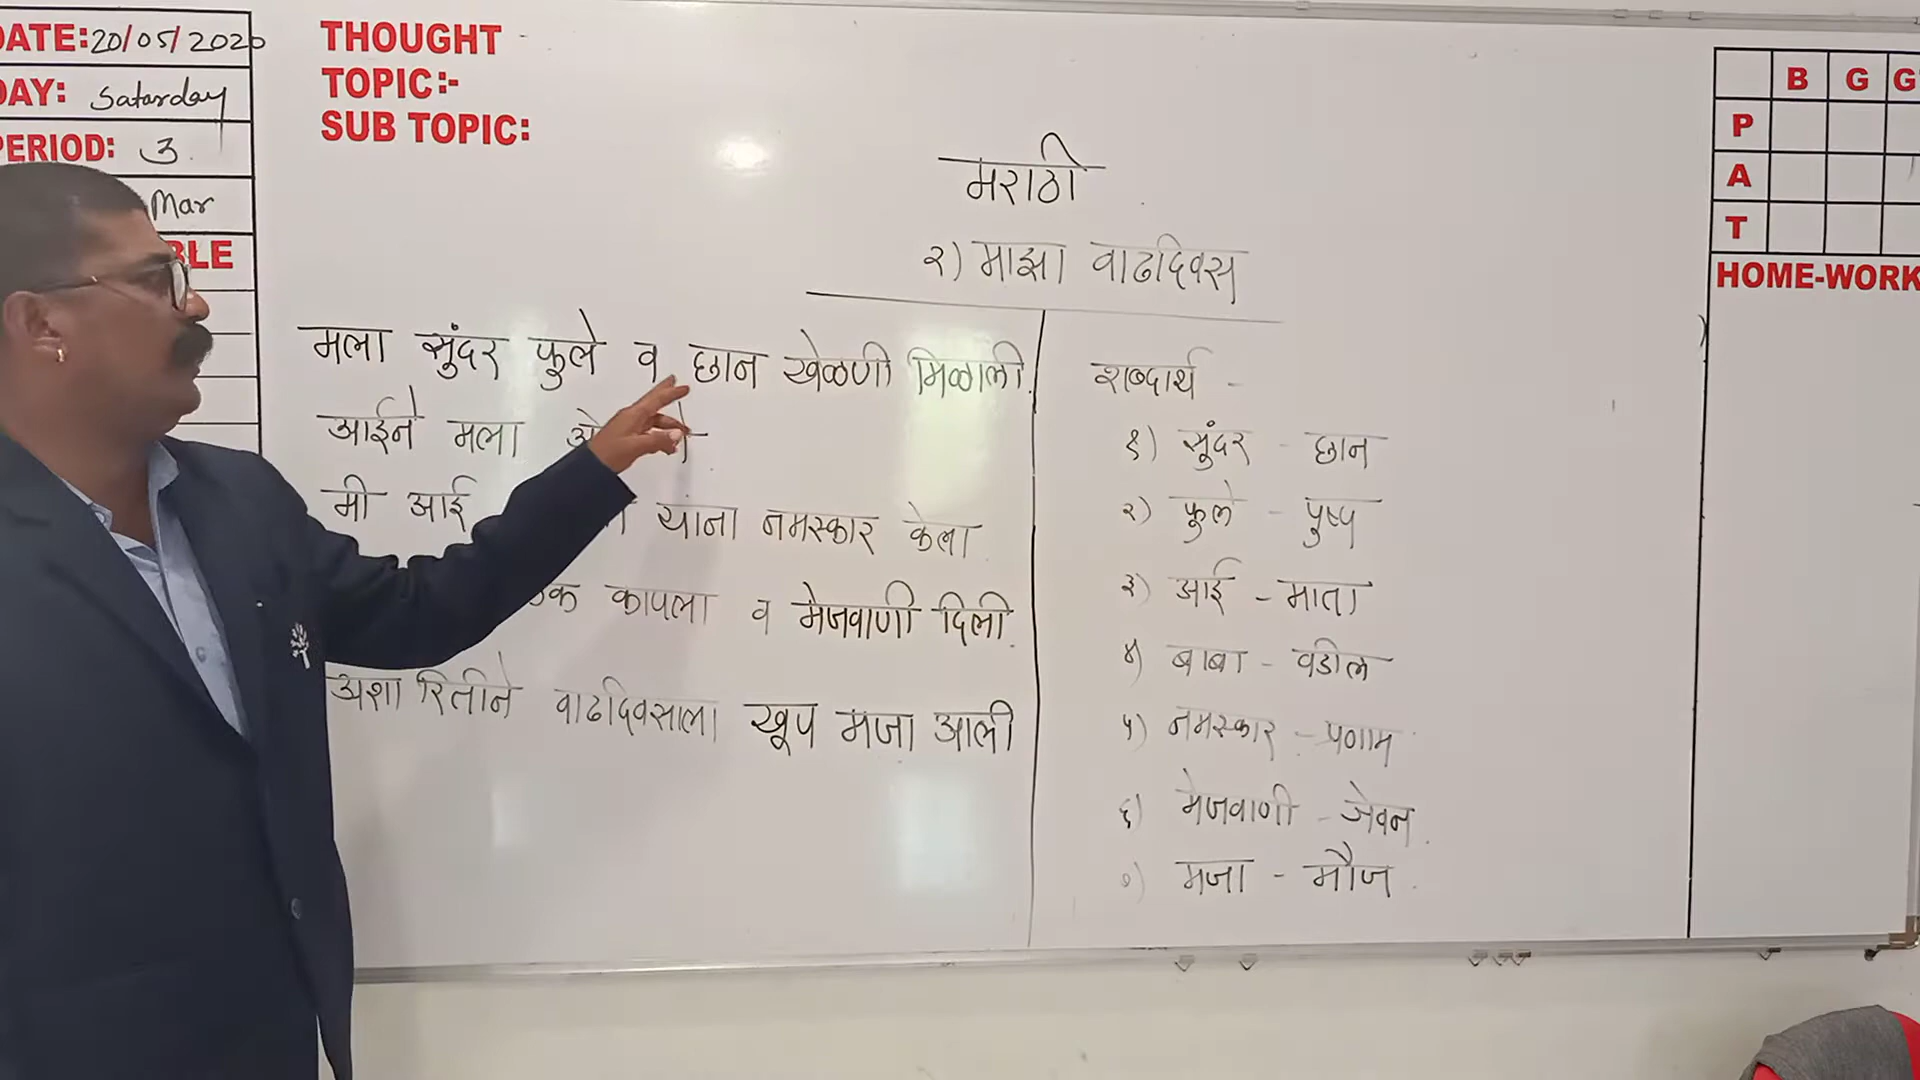 DATE: 20/05/2020
DAY: Saturday
PERIOD: 3
Mar
BLE
THOUGHT
TOPIC:-
SUB TOPIC:
मराठी
२) माझा वाढदिवस
मला सुंदर फुले व छान खेळणी मिळाली.
आईने मला
मी आई यांना नमस्कार केला
कापला व मेजवाणी दिली.
अशा रितीने वाढदिवसाला खूप मजा आली
शब्दार्थ -
१) सुंदर - छान
२) फुले - पुष्प
३) आई - माता
४) बाबा - वडील
५) नमस्कार - प्रणाम
६) मेजवाणी - जेवन
७) मजा - मौज
B G G
P
A
T
HOME-WORK